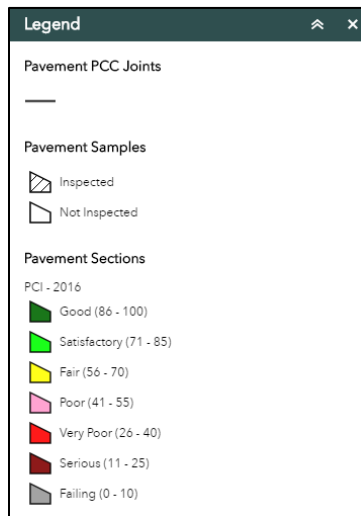 Legend
Pavement PCC Joints
Pavement Samples
Inspected
Not Inspected
Pavement Sections
PCI - 2016
Good (86 - 100)
Satisfactory (71 - 85)
Fair (56 - 70)
Poor (41 - 55)
Very Poor (26 - 40)
Serious (11 - 25)
Failing (0 - 10)